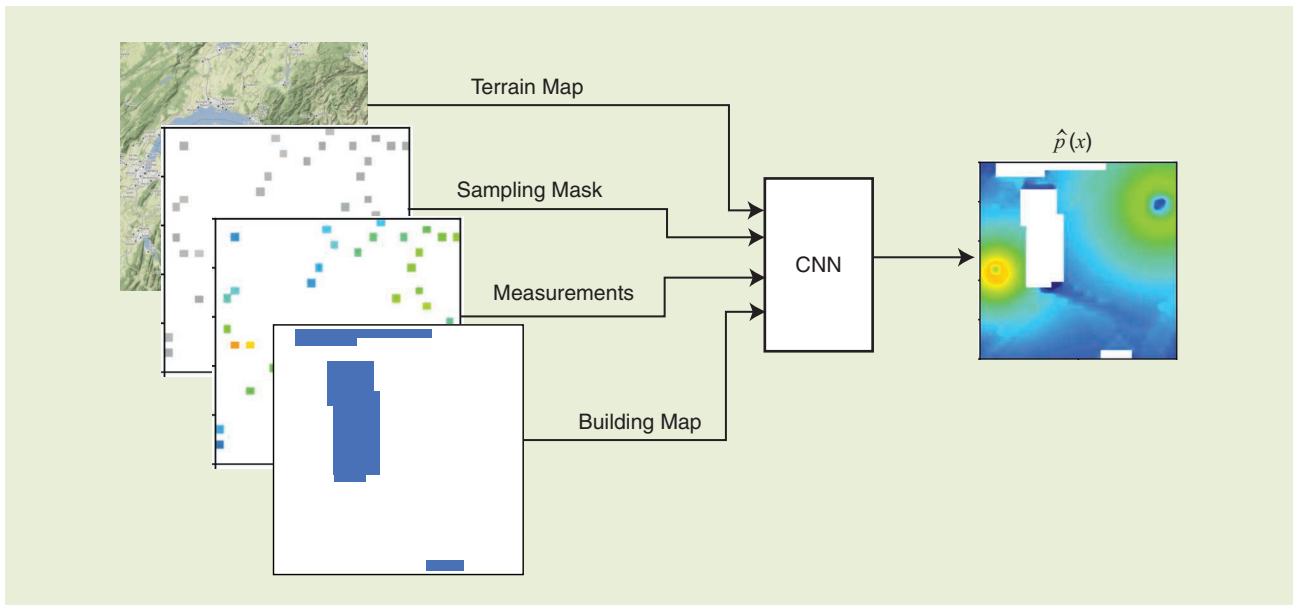 Terrain Map
Sampling Mask
Measurements
Building Map
CNN
p̂(x)